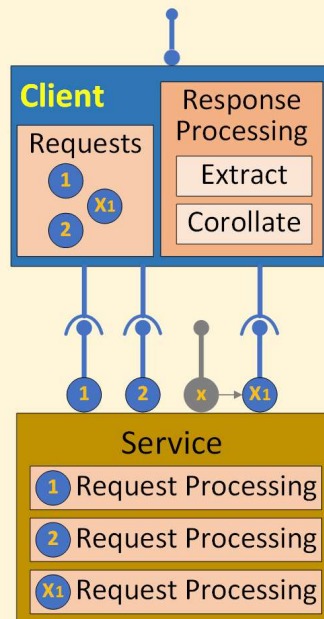 Client
Requests
1
X1
2
Response
Processing
Extract
Corollate
1
2
x
X1
Service
1 Request Processing
2 Request Processing
X1 Request Processing